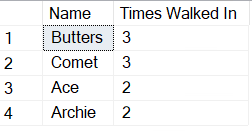 Name Times Walked In
1 Butters 3
2 Comet 3
3 Ace 2
4 Archie 2